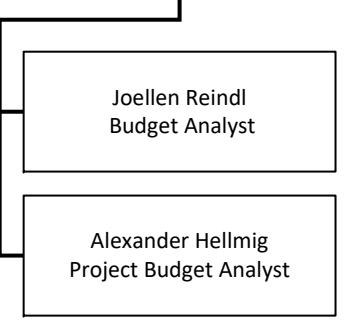 Joellen Reindl
Budget Analyst
Alexander Hellmig
Project Budget Analyst